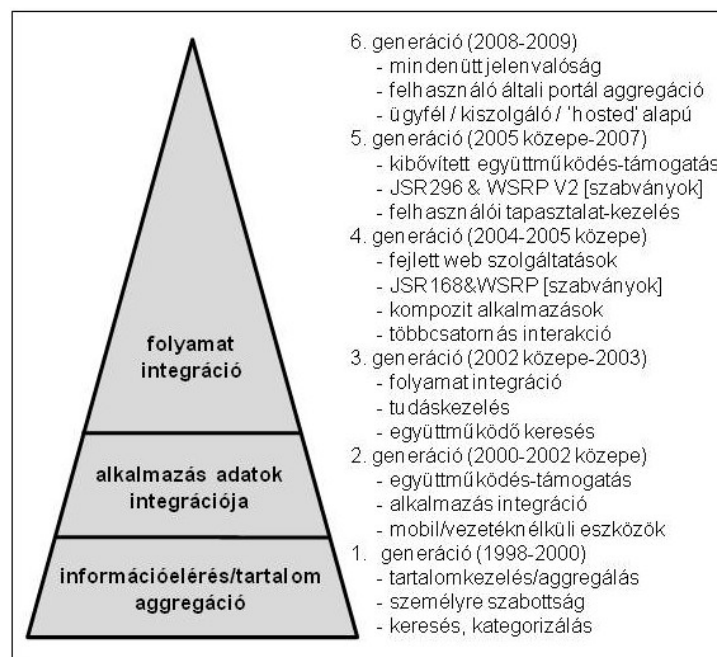 folyamat
integráció
alkalmazás adatok
integrációja
információelérés/tartalom
aggregáció
6. generáció (2008-2009)
- mindenütt jelenvalóság
- felhasználó általi portál aggregáció
- ügyfél / kiszolgáló / 'hosted' alapú
5. generáció (2005 közepe-2007)
- kibővített együttműködés-támogatás
- JSR296 & WSRP V2 [szabványok]
- felhasználói tapasztalat-kezelés
4. generáció (2004-2005 közepe)
- fejlett web szolgáltatások
- JSR168&WSRP [szabványok]
- kompozit alkalmazások
- többcsatornás interakció
3. generáció (2002 közepe-2003)
- folyamat integráció
- tudáskezelés
- együttműködő keresés
2. generáció (2000-2002 közepe)
- együttműködés-támogatás
- alkalmazás integráció
- mobil/vezetéknélküli eszközök
1. generáció (1998-2000)
- tartalomkezelés/aggregálás
- személyre szabottság
- keresés, kategorizálás